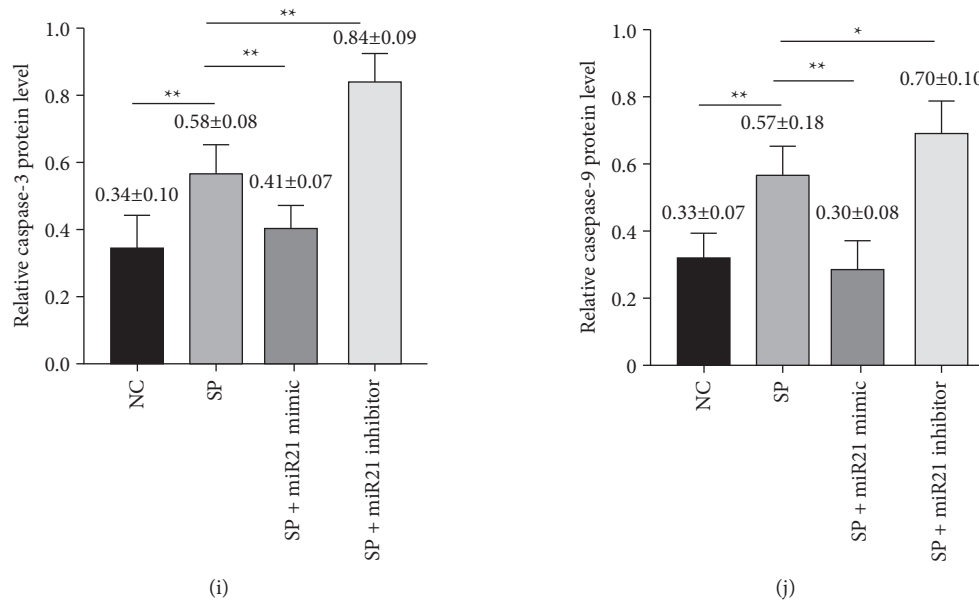 Relative caspase-3 protein level
1.0
0.8
0.6
0.4
0.2
0.0
**
**
**
0.34±0.10
0.58±0.08
0.41±0.07
0.84±0.09
NC
SP
SP + miR21 mimic
SP + miR21 inhibitor
(i)
Relative casepase-9 protein level
1.0
0.8
0.6
0.4
0.2
0
*
**
**
0.33±0.07
0.57±0.18
0.30±0.08
0.70±0.10
NC
SP
SP + miR21 mimic
SP + miR21 inhibitor
(j)